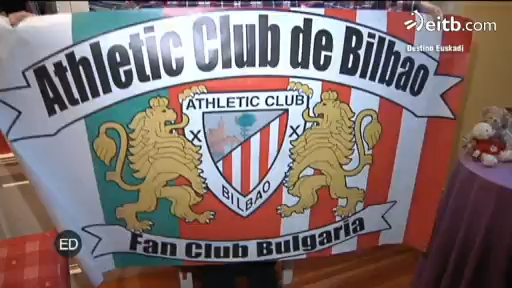 eitb.com
Destino Euskadi
Athletic Club de Bilbao
ATHLETIC CLUB
BILBAO
ED
Fan Club Bulgaria